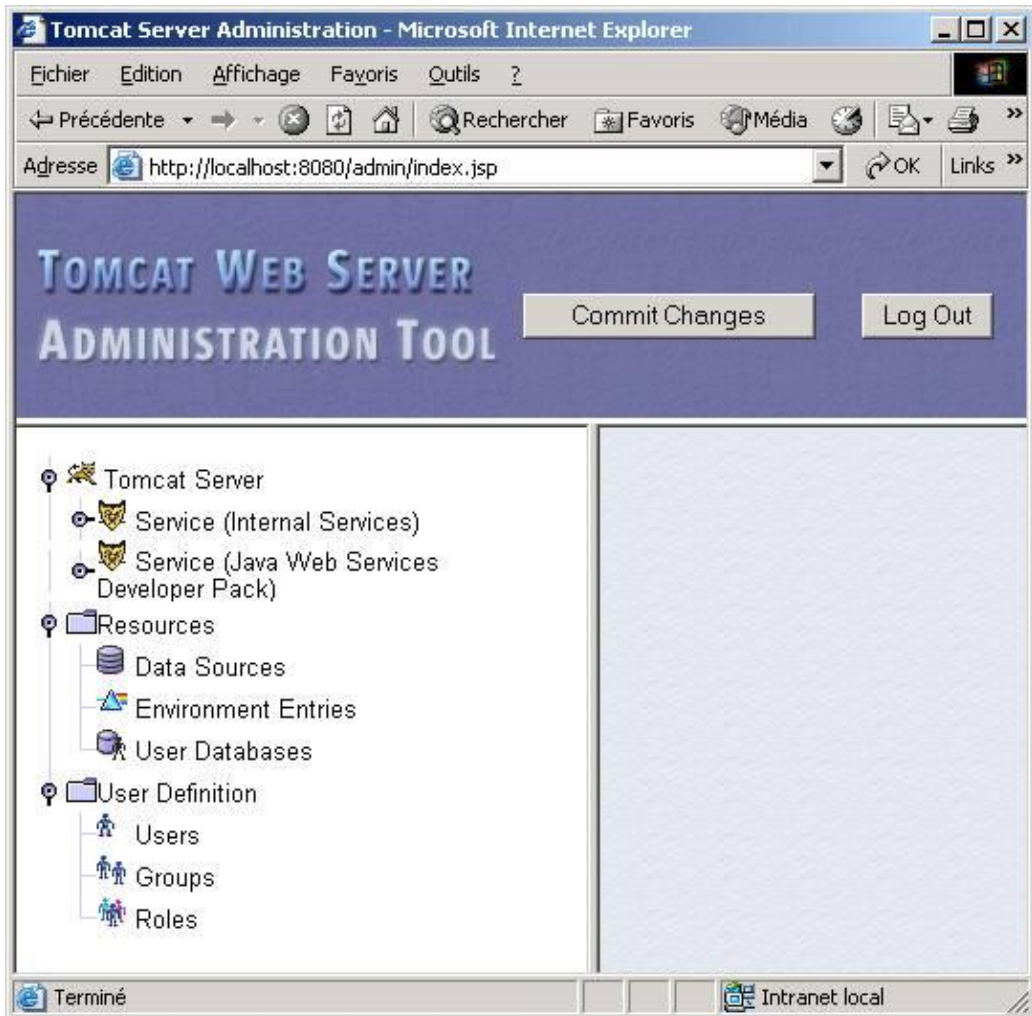 Tomcat Server Administration - Microsoft Internet Explorer
Fichier Edition Affichage Favoris Outils ?
Précédente Rechercher Favoris Média »
Adresse http://localhost:8080/admin/index.jsp OK Links »
TOMCAT WEB SERVER
ADMINISTRATION TOOL
Commit Changes Log Out
Tomcat Server
Service (Internal Services)
Service (Java Web Services
Developer Pack)
Resources
Data Sources
Environment Entries
User Databases
User Definition
Users
Groups
Roles
Terminé Intranet local